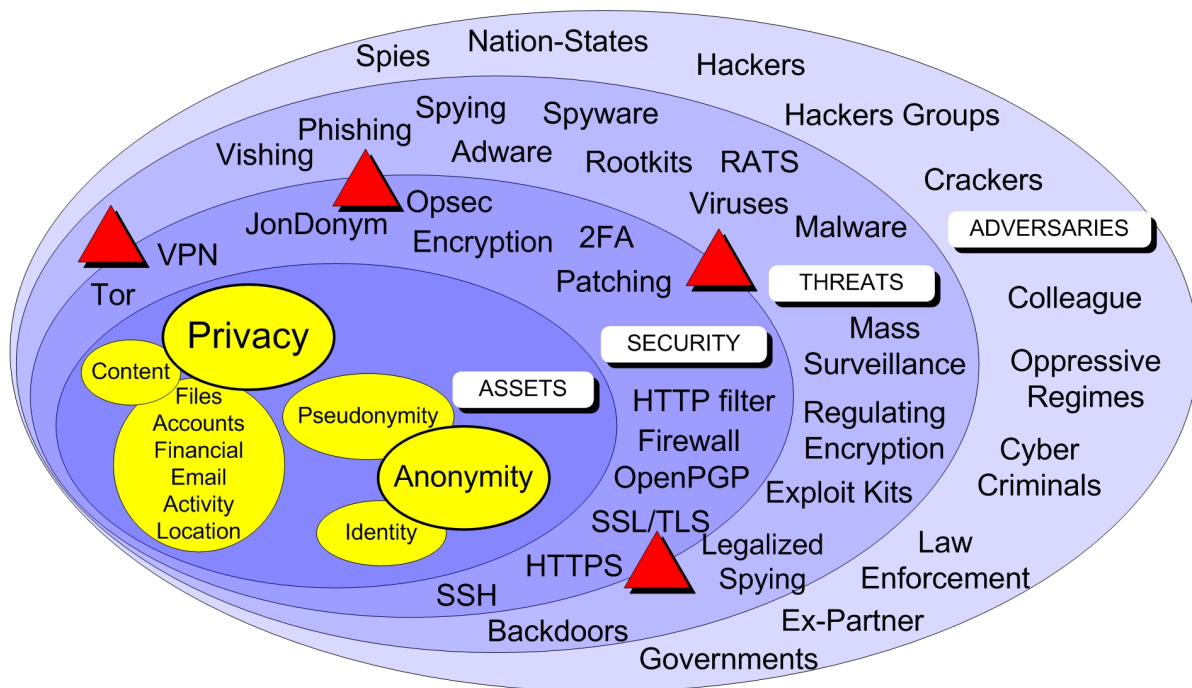 Nation-States
Spies
Hackers
Hackers Groups
Crackers
ADVERSARIES
Colleague
Oppressive
Regimes
Cyber
Criminals
Law
Enforcement
Ex-Partner
Governments
Spying
Spyware
Phishing
Vishing
Adware
Rootkits
RATS
Viruses
Malware
THREATS
Mass
Surveillance
Regulating
Encryption
Exploit Kits
Legalized
Spying
Backdoors
Opsec
JonDonym
Encryption
2FA
VPN
Patching
Tor
SECURITY
HTTP filter
Firewall
OpenPGP
SSL/TLS
HTTPS
SSH
Privacy
Content
ASSETS
Files
Accounts
Financial
Email
Activity
Location
Pseudonymity
Anonymity
Identity